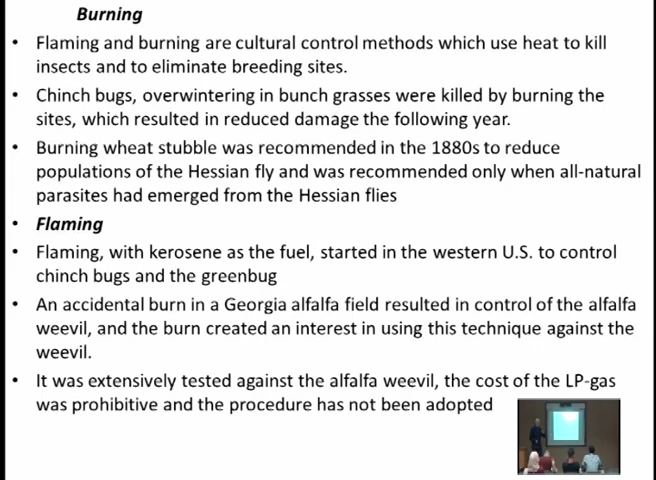 Burning
• Flaming and burning are cultural control methods which use heat to kill
insects and to eliminate breeding sites.
• Chinch bugs, overwintering in bunch grasses were killed by burning the
sites, which resulted in reduced damage the following year.
• Burning wheat stubble was recommended in the 1880s to reduce
populations of the Hessian fly and was recommended only when all-natural
parasites had emerged from the Hessian flies
• Flaming
• Flaming, with kerosene as the fuel, started in the western U.S. to control
chinch bugs and the greenbug
• An accidental burn in a Georgia alfalfa field resulted in control of the alfalfa
weevil, and the burn created an interest in using this technique against the
weevil.
• It was extensively tested against the alfalfa weevil, the cost of the LP-gas
was prohibitive and the procedure has not been adopted